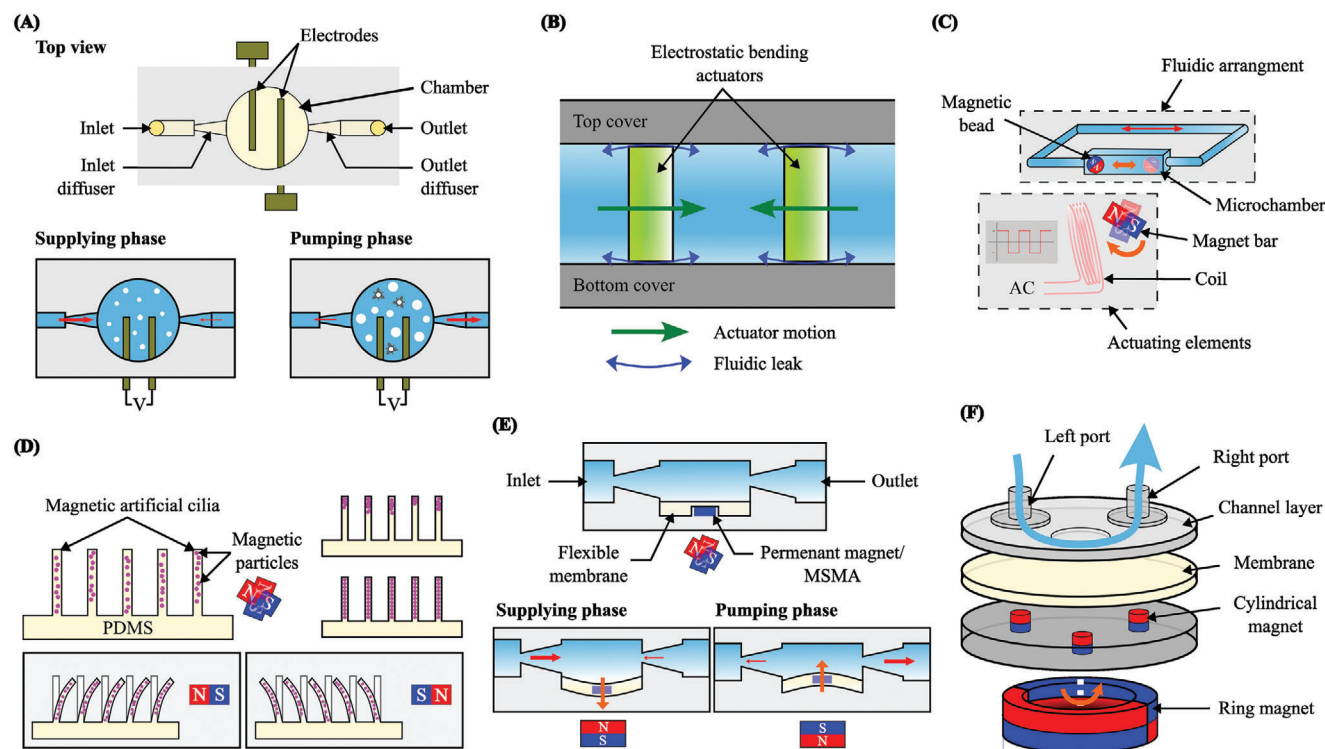 (A)
Top view
Electrodes
Chamber
Inlet
Outlet
Inlet
diffuser
Outlet
diffuser
Supplying phase
Pumping phase
V
V
(B)
Electrostatic bending
actuators
Top cover
Bottom cover
Actuator motion
Fluidic leak
(C)
Fluidic arrangment
Magnetic
bead
Microchamber
N
S
Magnet bar
AC
Coil
Actuating elements
(D)
Magnetic artificial cilia
Magnetic
particles
N
S
PDMS
N S
S N
(E)
Inlet
Outlet
Flexible
membrane
N
S
Permenant magnet/
MSMA
Supplying phase
Pumping phase
N
S
S
N
(F)
Left port
Right port
Channel layer
Membrane
Cylindrical
magnet
Ring magnet